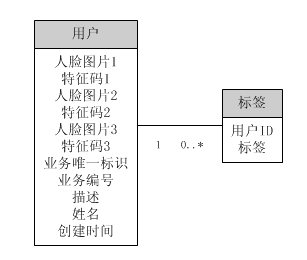 用户
人脸图片1
特征码1
人脸图片2
特征码2
人脸图片3
特征码3
业务唯一标识
业务编号
描述
姓名
创建时间
1 0..*
标签
用户ID
标签